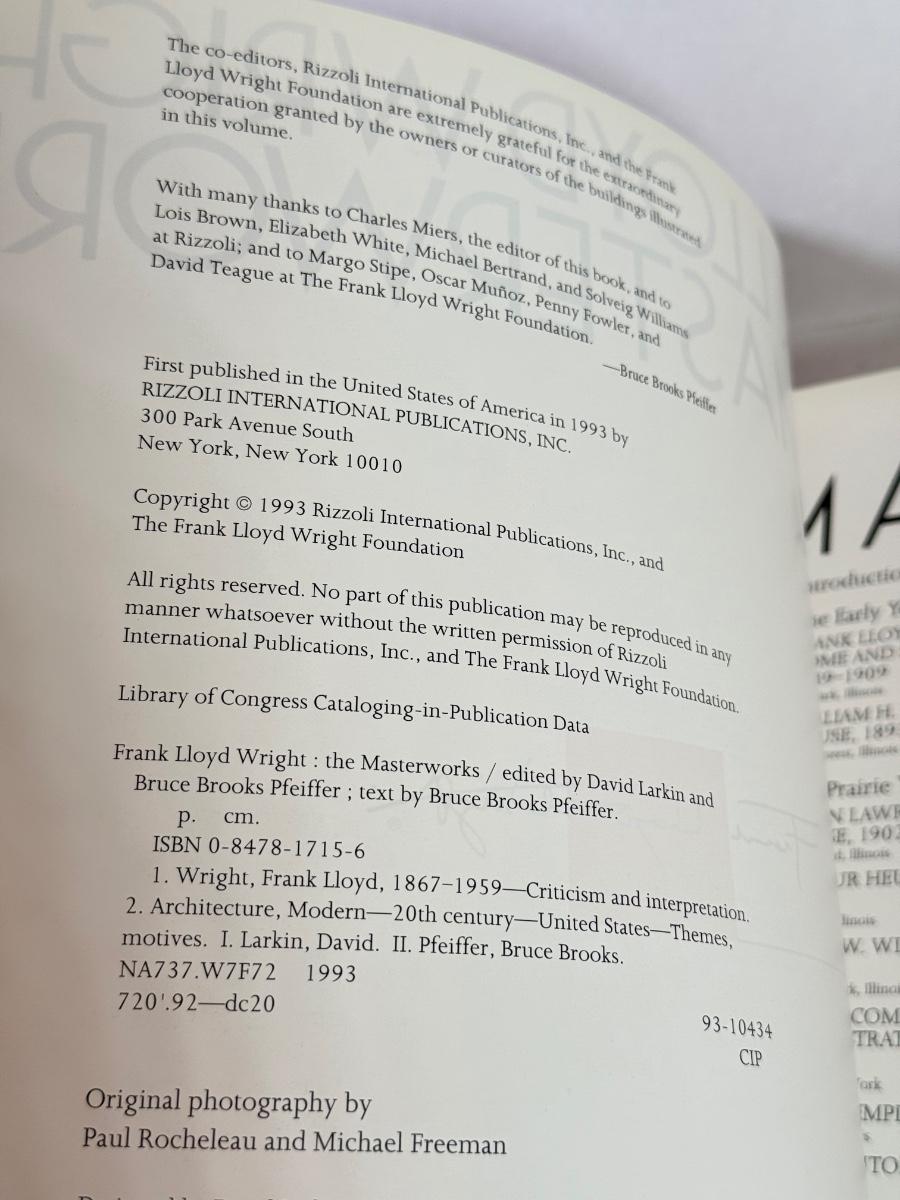 The co-editors, Rizzoli International Publications, Inc., and the Frank
Lloyd Wright Foundation are extremely grateful for the extraordinary
cooperation granted by the owners or curators of the buildings illustrated
in this volume.
With many thanks to Charles Miers, the editor of this book, and to
Lois Brown, Elizabeth White, Michael Bertrand, and Solveig Williams
at Rizzoli; and to Margo Stipe, Oscar Muñoz, Penny Fowler, and
David Teague at The Frank Lloyd Wright Foundation.
—Bruce Brooks Pfeiffer
First published in the United States of America in 1993 by
RIZZOLI INTERNATIONAL PUBLICATIONS, INC.
300 Park Avenue South
New York, New York 10010
Copyright © 1993 Rizzoli International Publications, Inc., and
The Frank Lloyd Wright Foundation
All rights reserved. No part of this publication may be reproduced in any
manner whatsoever without the written permission of Rizzoli
International Publications, Inc., and The Frank Lloyd Wright Foundation.
Library of Congress Cataloging-in-Publication Data
Frank Lloyd Wright : the Masterworks / edited by David Larkin and
Bruce Brooks Pfeiffer ; text by Bruce Brooks Pfeiffer.
p. cm.
ISBN 0-8478-1715-6
1. Wright, Frank Lloyd, 1867–1959—Criticism and interpretation.
2. Architecture, Modern—20th century—United States—Themes,
motives. I. Larkin, David. II. Pfeiffer, Bruce Brooks.
NA737.W7F72 1993
720'.92—dc20
93-10434
CIP
Original photography by
Paul Rocheleau and Michael Freeman
MA
Early
AND
1909
Illinois
1893
Illinois
Prairie
Illinois
W.
Illinois